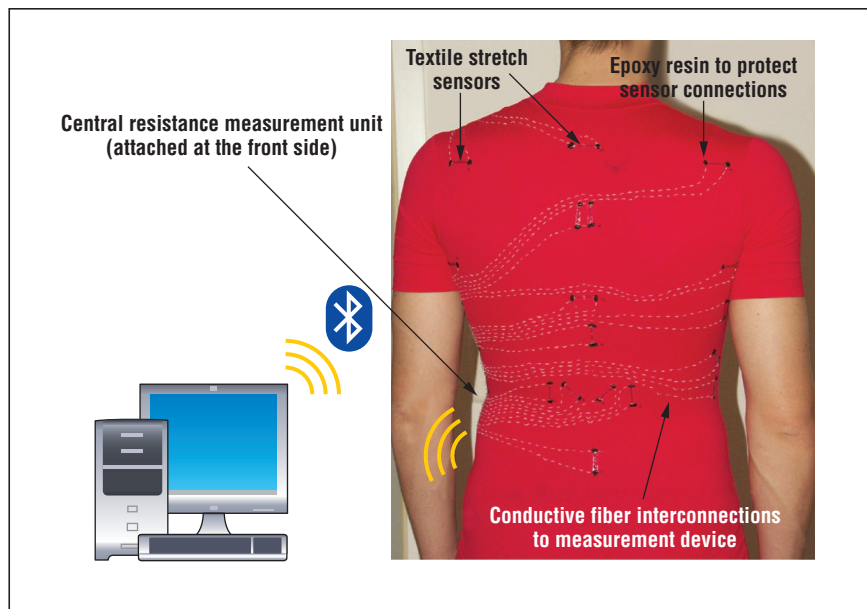 Textile stretch
sensors
Epoxy resin to protect
sensor connections
Central resistance measurement unit
(attached at the front side)
Conductive fiber interconnections
to measurement device